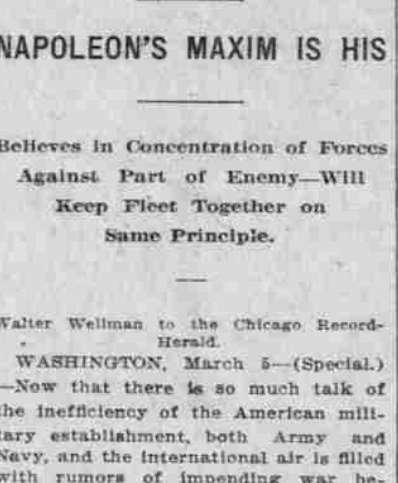 NAPOLEON'S MAXIM IS HIS
Believes in Concentration of Forces
Against Part of Enemy—Will
Keep Fleet Together on
Same Principle.
Walter Wellman to the Chicago Record-
Herald.
WASHINGTON, March 5—(Special.)
—Now that there is so much talk of
the inefficiency of the American mili-
tary establishment, both Army and
Navy, and the international air is filled
with rumors of impending war be-